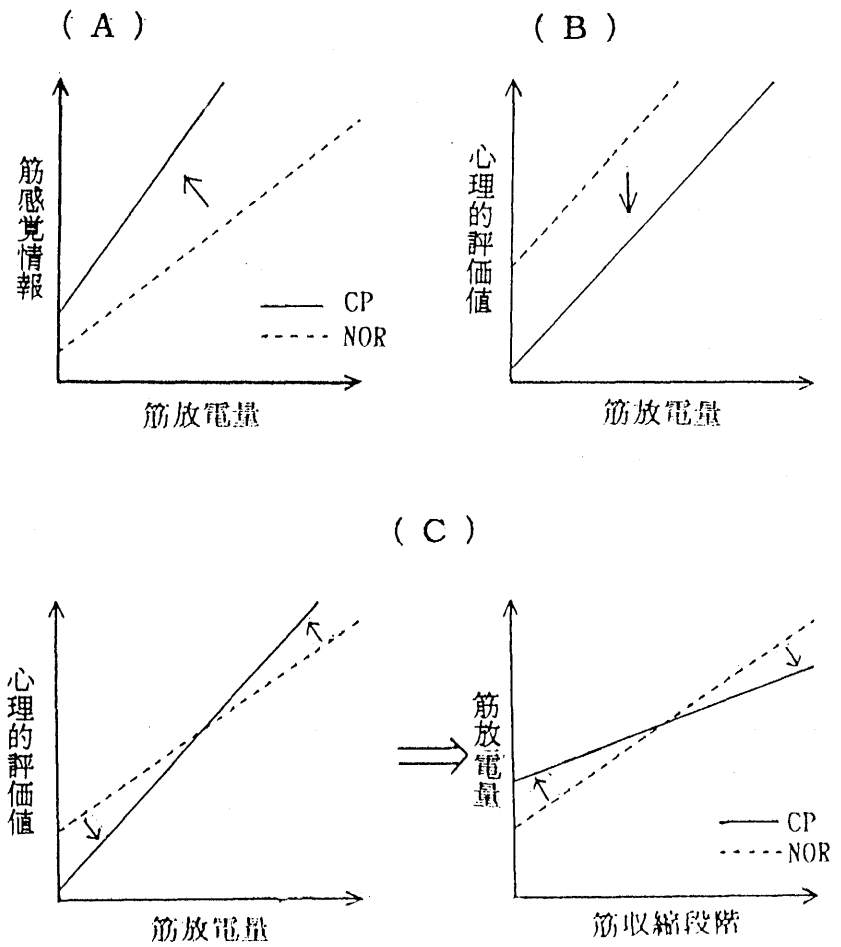 ( A )
筋感覚情報
CP
NOR
筋放電量
( B )
心理的評価値
筋放電量
( C )
心理的評価値
筋放電量
筋放電量
CP
NOR
筋収縮段階